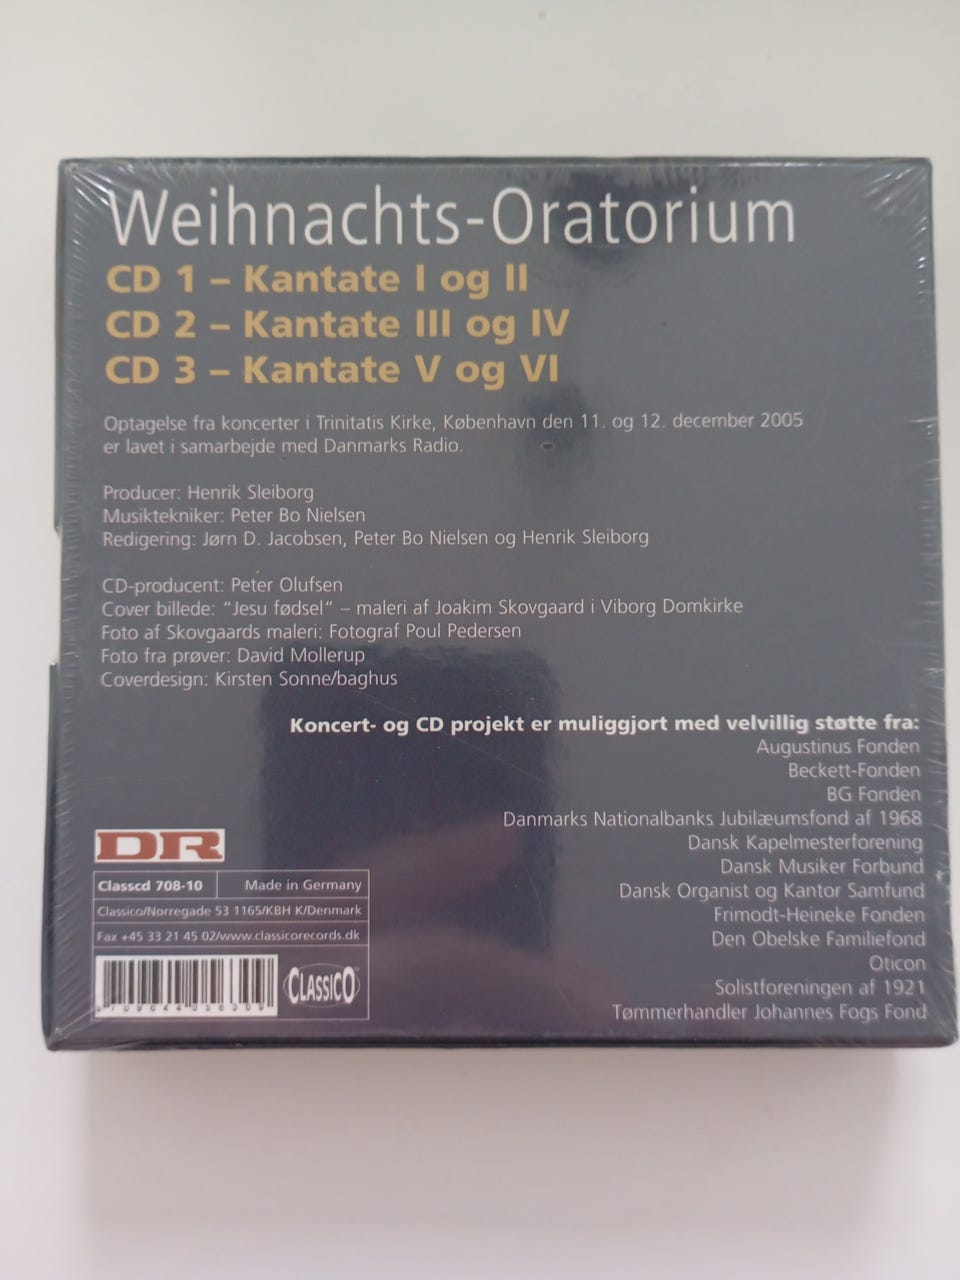 Weihnachts-Oratorium
CD 1 – Kantate I og II
CD 2 – Kantate III og IV
CD 3 – Kantate V og VI
Optagelse fra koncerter i Trinitatis Kirke, København den 11. og 12. december 2005
er lavet i samarbejde med Danmarks Radio.
Producer: Henrik Sleiborg
Musiktekniker: Peter Bo Nielsen
Redigering: Jørn D. Jacobsen, Peter Bo Nielsen og Henrik Sleiborg
CD-producent: Peter Olufsen
Cover billede: “Jesu fødsel” – maleri af Joakim Skovgaard i Viborg Domkirke
Foto af Skovgaards maleri: Fotograf Poul Pedersen
Foto fra prøver: David Mollerup
Coverdesign: Kirsten Sonne/baghus
Koncert- og CD projekt er muliggjort med velvillig støtte fra:
Augustinus Fonden
Beckett-Fonden
BG Fonden
Danmarks Nationalbanks Jubilæumsfond af 1968
Dansk Kapelmesterforening
Dansk Musiker Forbund
Dansk Organist og Kantor Samfund
Frimodt-Heineke Fonden
Den Obelske Familiefond
Oticon
Solistforeningen af 1921
Tømmerhandler Johannes Fogs Fond
DR
Classcd 708-10 Made in Germany
Classico/Norregade 53 1165/KBH K/Denmark
Fax +45 33 21 45 02/www.classicorecords.dk
CLASSICO